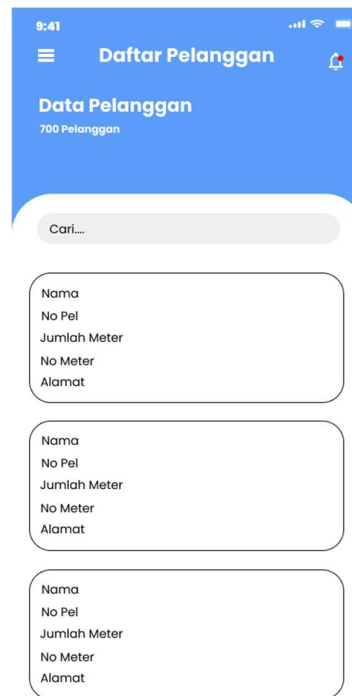 9:41
Daftar Pelanggan
Data Pelanggan
700 Pelanggan
Cari....
Nama
No Pel
Jumlah Meter
No Meter
Alamat
Nama
No Pel
Jumlah Meter
No Meter
Alamat
Nama
No Pel
Jumlah Meter
No Meter
Alamat